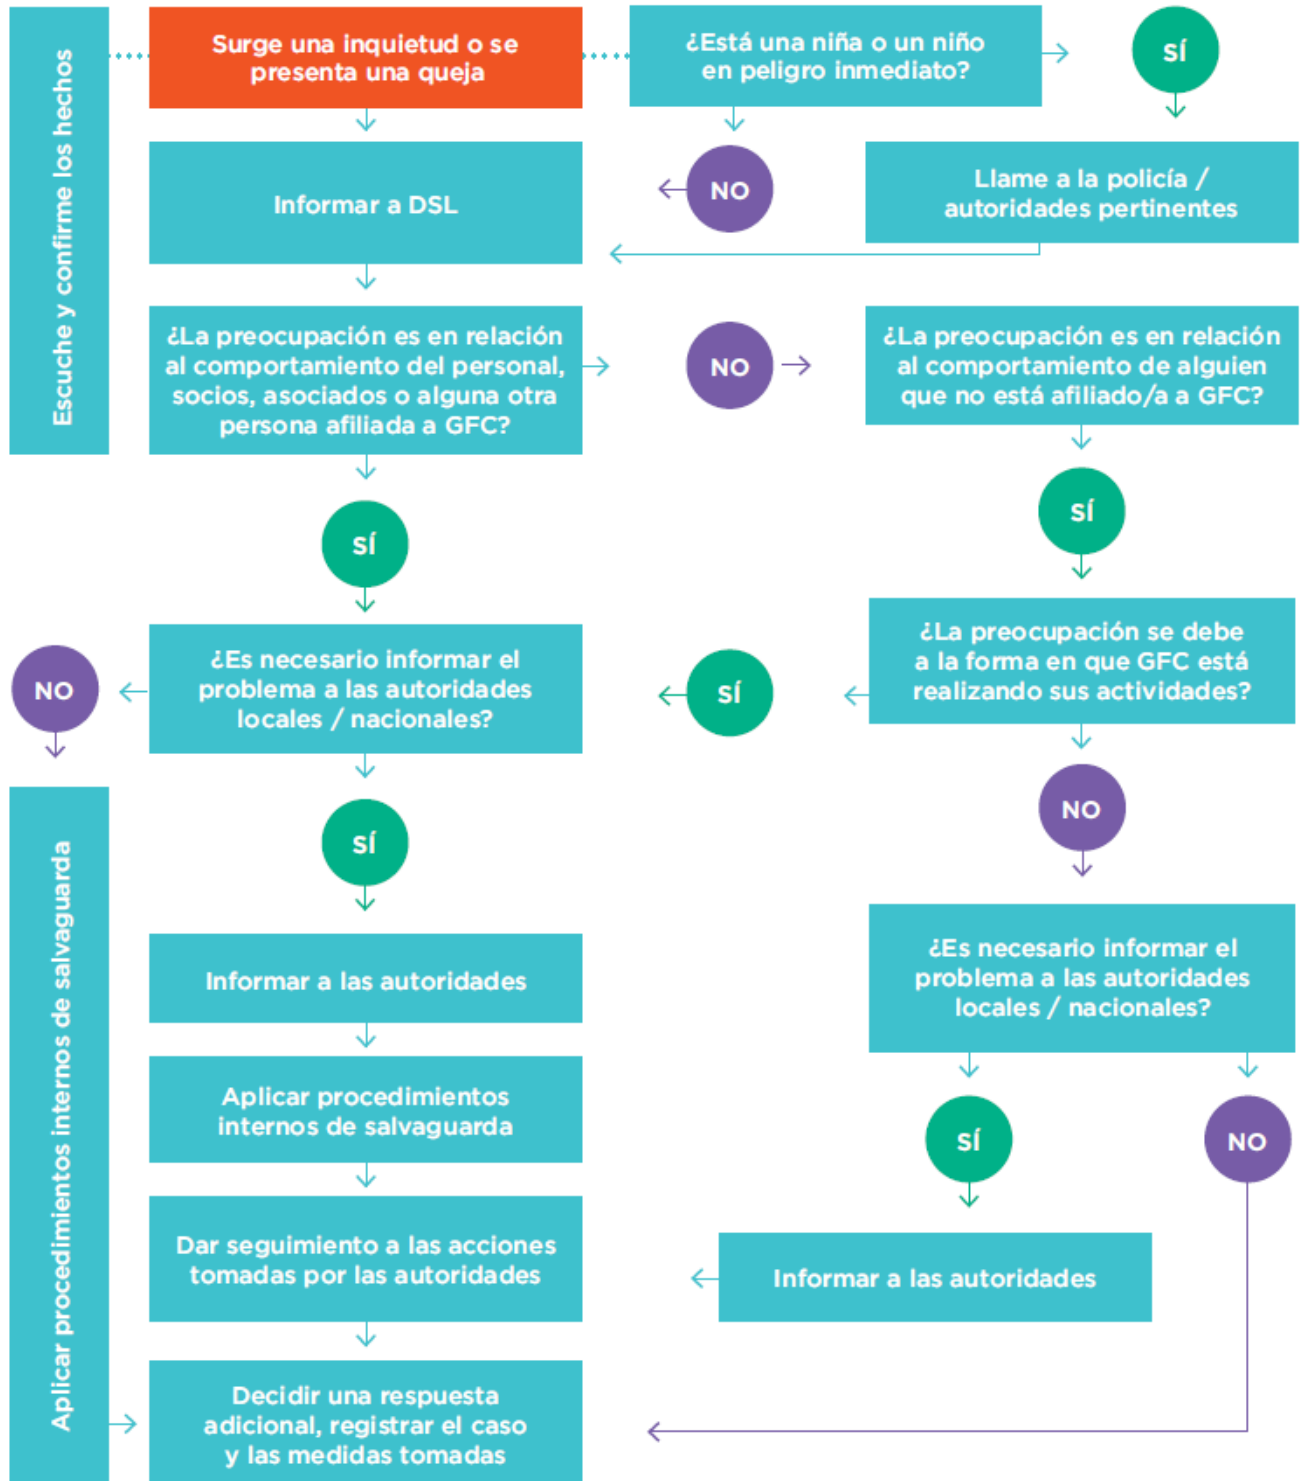 Escuche y confirme los hechos
Surge una inquietud o se
presenta una queja
¿Está una niña o un niño
en peligro inmediato?
SÍ
Informar a DSL
NO
Llame a la policía /
autoridades pertinentes
¿La preocupación es en relación
al comportamiento del personal,
socios, asociados o alguna otra
persona afiliada a GFC?
NO
¿La preocupación es en relación
al comportamiento de alguien
que no está afiliado/a a GFC?
SÍ
SÍ
NO
¿Es necesario informar el
problema a las autoridades
locales / nacionales?
SÍ
¿La preocupación se debe
a la forma en que GFC está
realizando sus actividades?
SÍ
NO
Aplicar procedimientos internos de salvaguarda
Informar a las autoridades
¿Es necesario informar el
problema a las autoridades
locales / nacionales?
Aplicar procedimientos
internos de salvaguarda
SÍ
NO
Dar seguimiento a las acciones
tomadas por las autoridades
Informar a las autoridades
Decidir una respuesta
adicional, registrar el caso
y las medidas tomadas